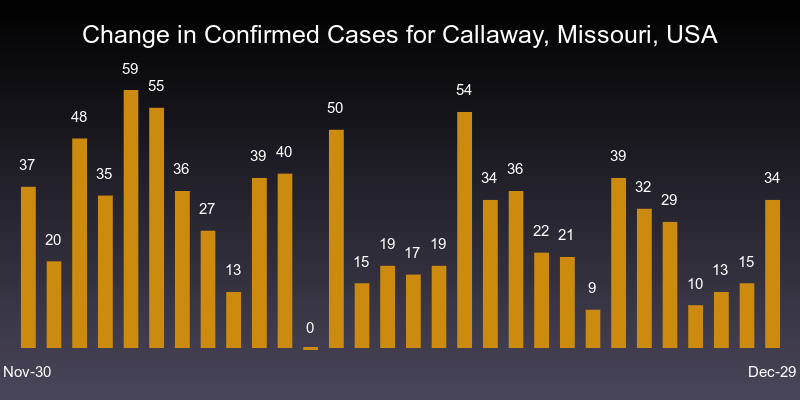 Change in Confirmed Cases for Callaway, Missouri, USA
37 20 48 35 59 55 36 27 13 39 40 0 50 15 19 17 19 54 34 36 22 21 9 39 32 29 10 13 15 34
Nov-30 Dec-29